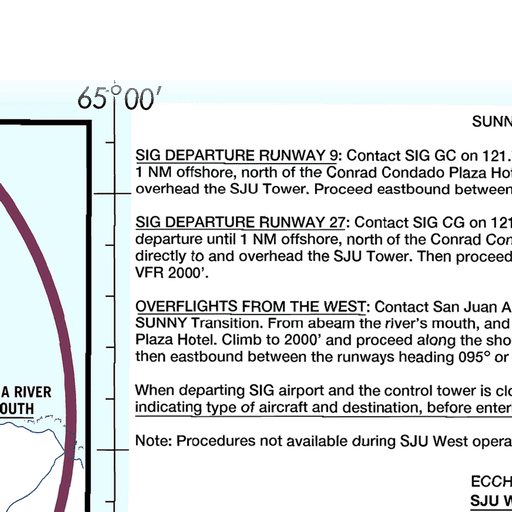 65°00'
SUNN
SIG DEPARTURE RUNWAY 9: Contact SIG GC on 121.
1 NM offshore, north of the Conrad Condado Plaza Hot
overhead the SJU Tower. Proceed eastbound between
SIG DEPARTURE RUNWAY 27: Contact SIG CG on 121
departure until 1 NM offshore, north of the Conrad Con
directly to and overhead the SJU Tower. Then proceed
VFR 2000'.
OVERFLIGHTS FROM THE WEST: Contact San Juan A
SUNNY Transition. From abeam the river's mouth, and
Plaza Hotel. Climb to 2000' and proceed along the sho
then eastbound between the runways heading 095° or
A RIVER
OUTH
When departing SIG airport and the control tower is clo
indicating type of aircraft and destination, before enter
Note: Procedures not available during SJU West opera
ECCH
SJU W